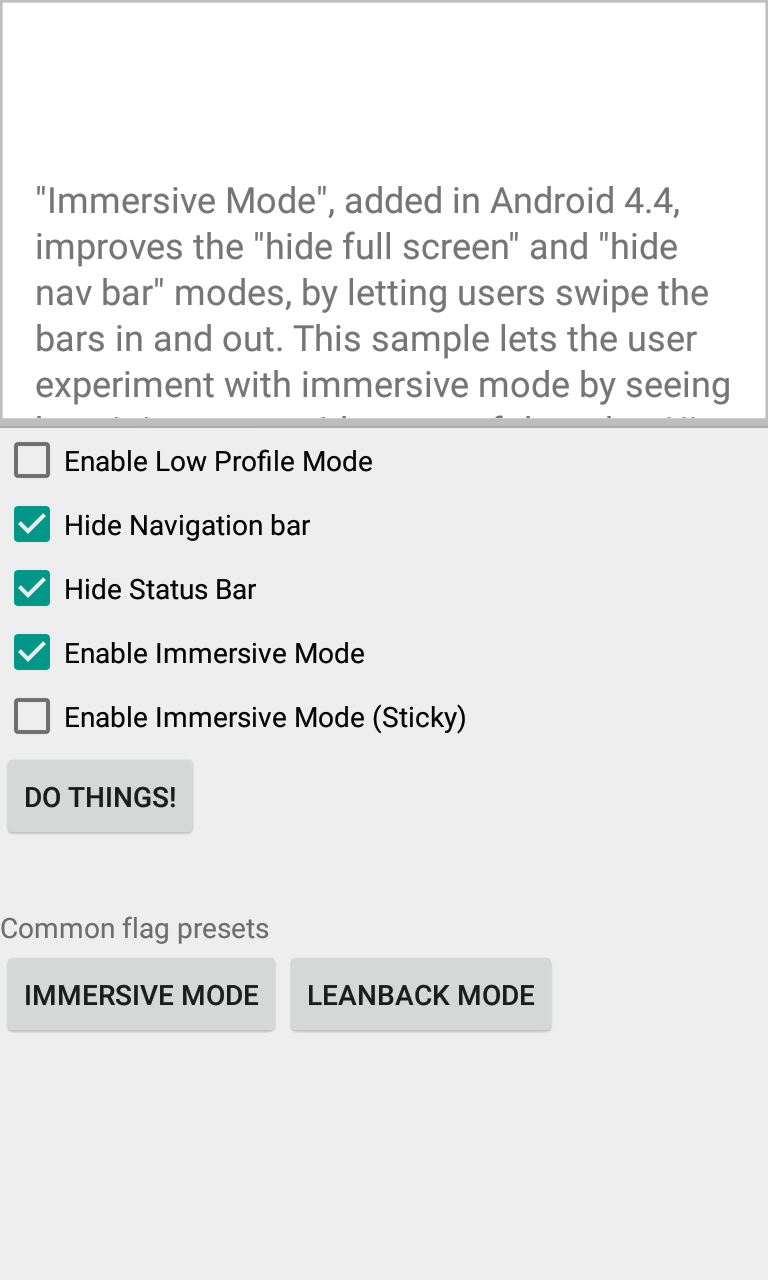 "Immersive Mode", added in Android 4.4,
improves the "hide full screen" and "hide
nav bar" modes, by letting users swipe the
bars in and out. This sample lets the user
experiment with immersive mode by seeing
Enable Low Profile Mode
Hide Navigation bar
Hide Status Bar
Enable Immersive Mode
Enable Immersive Mode (Sticky)
DO THINGS!
Common flag presets
IMMERSIVE MODE LEANBACK MODE